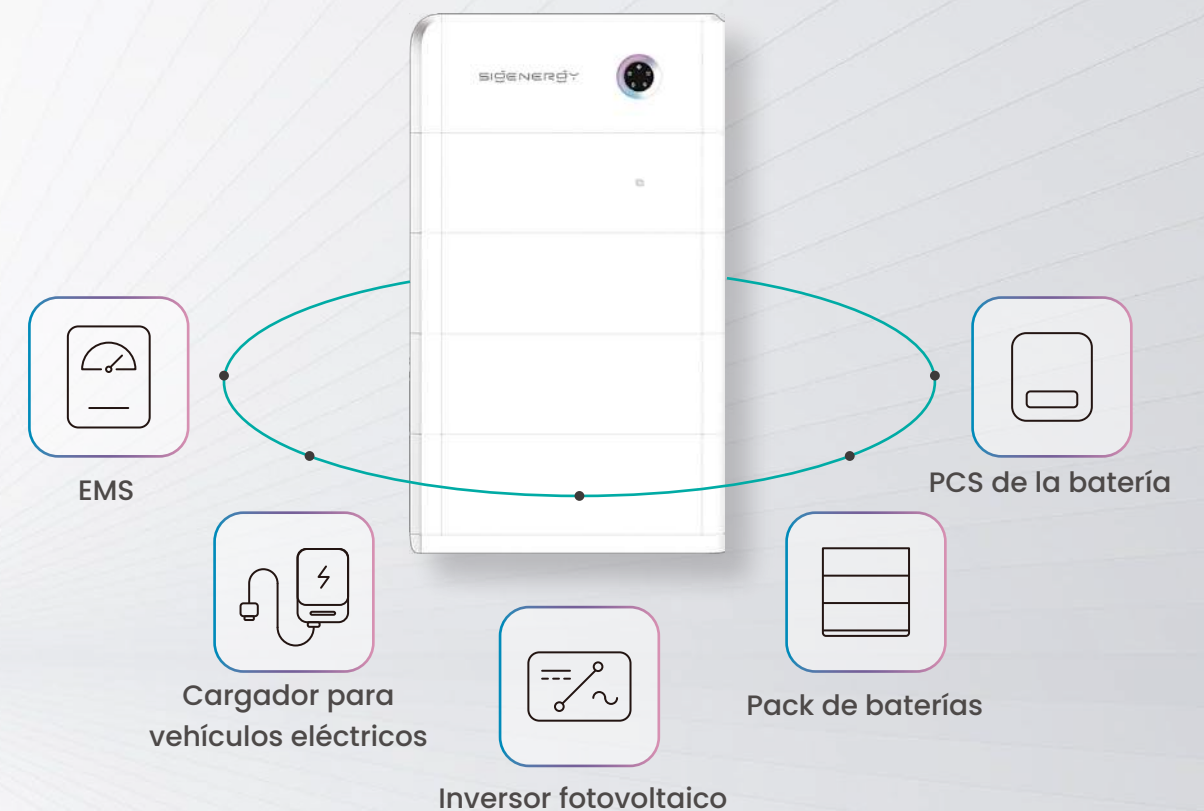 SIGENERGY
EMS
PCS de la batería
Cargador para
vehículos eléctricos
Pack de baterías
Inversor fotovoltaico